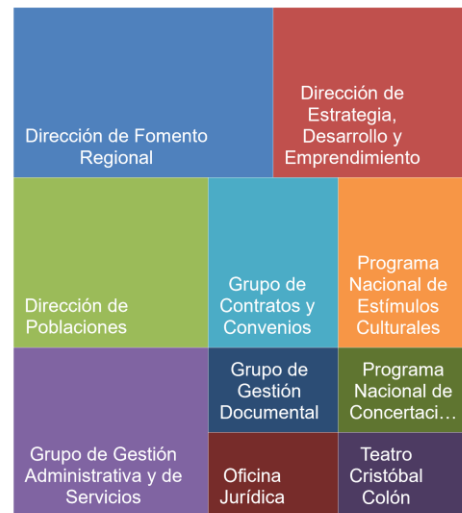 Dirección de Fomento
Regional
Dirección de
Estrategia,
Desarrollo y
Emprendimiento
Dirección de
Poblaciones
Grupo de
Contratos y
Convenios
Programa
Nacional de
Estímulos
Culturales
Grupo de Gestión
Administrativa y de
Servicios
Grupo de
Gestión
Documental
Programa
Nacional de
Concertaci...
Oficina
Jurídica
Teatro
Cristóbal
Colón